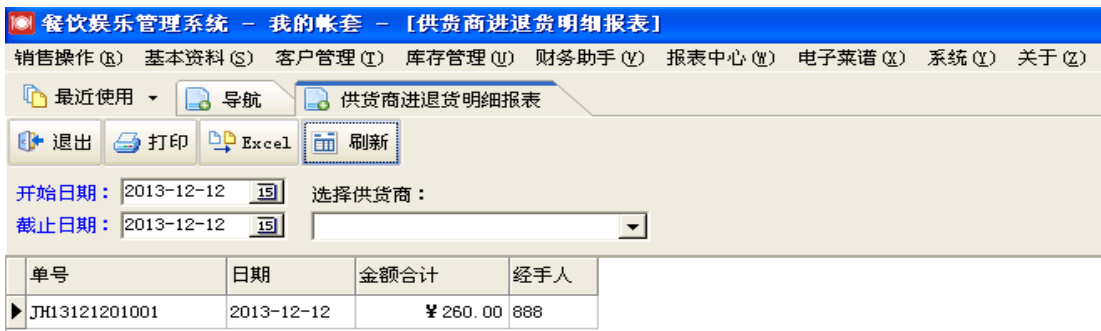 餐饮娱乐管理系统 - 我的帐套 - [供货商进退货明细报表]
销售操作(R) 基本资料(S) 客户管理(T) 库存管理(U) 财务助手(V) 报表中心(W) 电子菜谱(X) 系统(Y) 关于(Z)
最近使用 导航 供货商进退货明细报表
退出 打印 Excel 刷新
开始日期: 2013-12-12 15 选择供货商:
截止日期: 2013-12-12 15
单号 日期 金额合计 经手人
JH13121201001 2013-12-12 ¥260.00 888